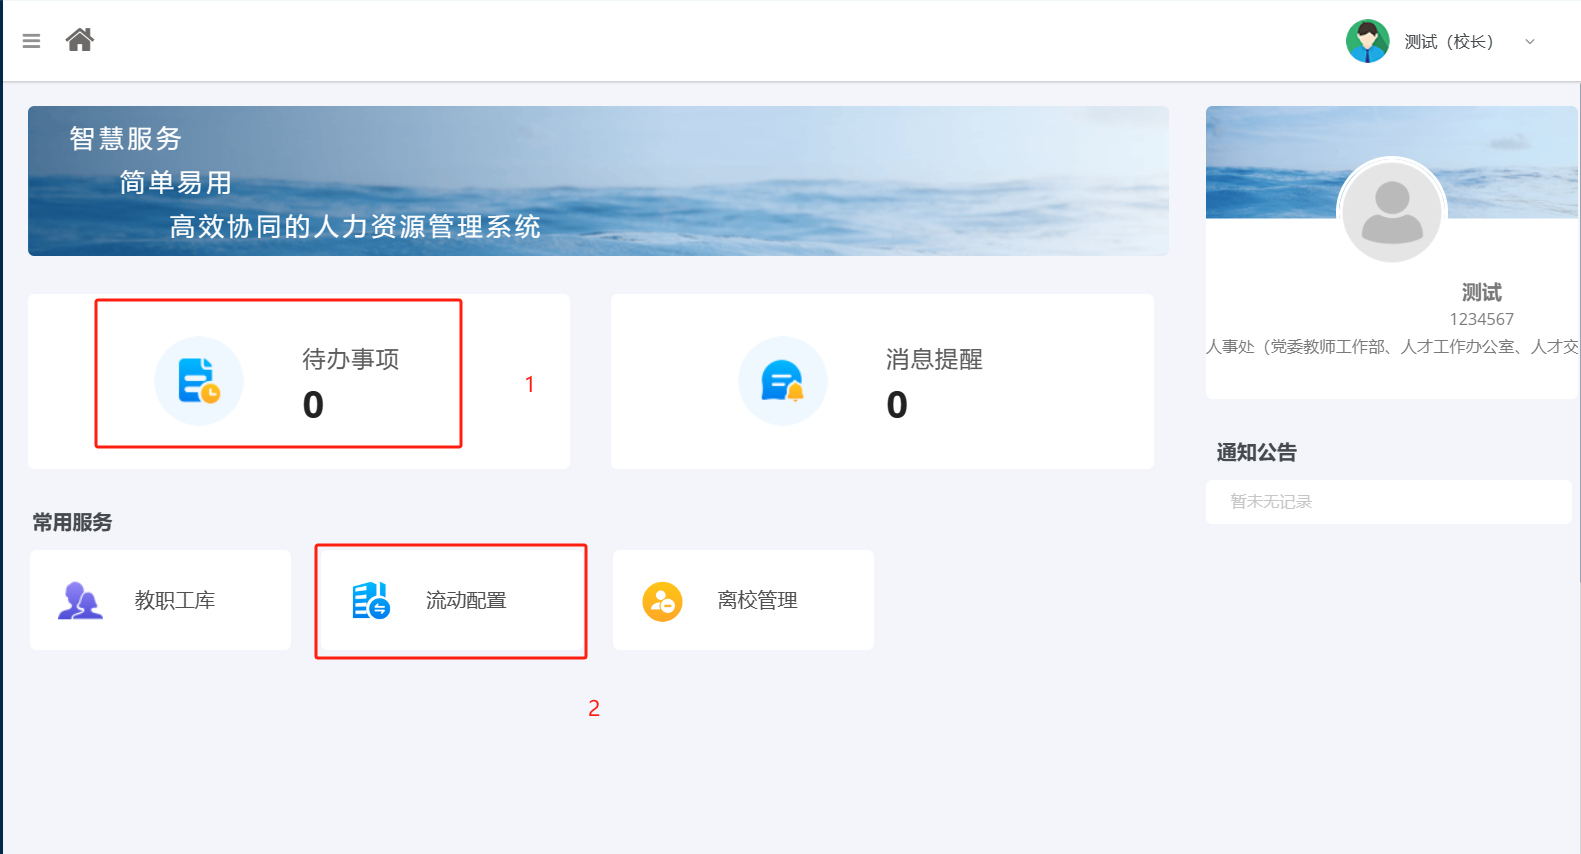 测试（校长）
智慧服务
简单易用
高效协同的人力资源管理系统
待办事项
0
1
消息提醒
0
测试
1234567
人事处（党委教师工作部、人才工作办公室、人才交
通知公告
暂未无记录
常用服务
教职工库
流动配置
离校管理
2